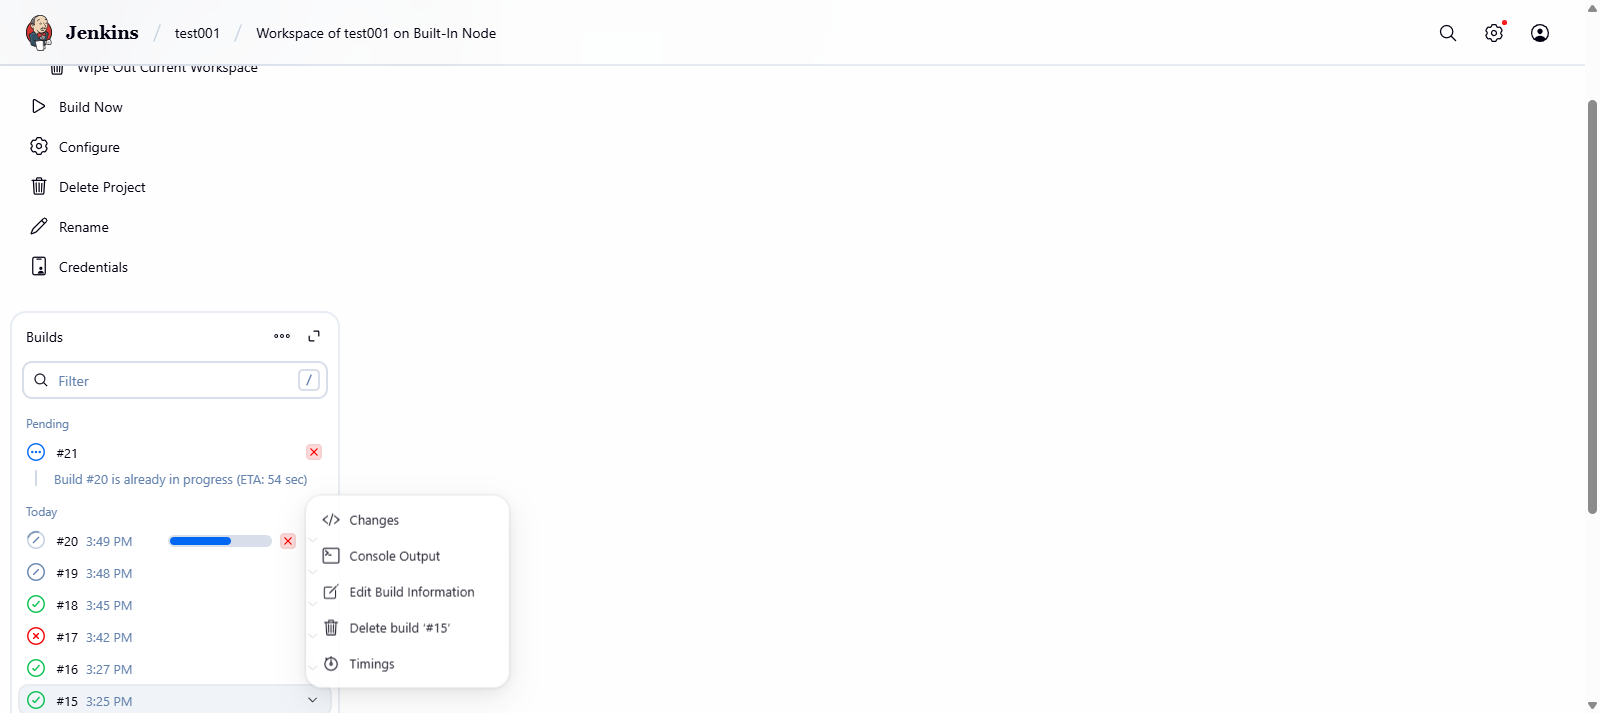 Jenkins / test001 / Workspace of test001 on Built-In Node
Wipe Out Current Workspace
Build Now
Configure
Delete Project
Rename
Credentials
Builds
Filter /
Pending
#21
Build #20 is already in progress (ETA: 54 sec)
Today
#20 3:49 PM
#19 3:48 PM
#18 3:45 PM
#17 3:42 PM
#16 3:27 PM
#15 3:25 PM
Changes
Console Output
Edit Build Information
Delete build ‘#15’
Timings